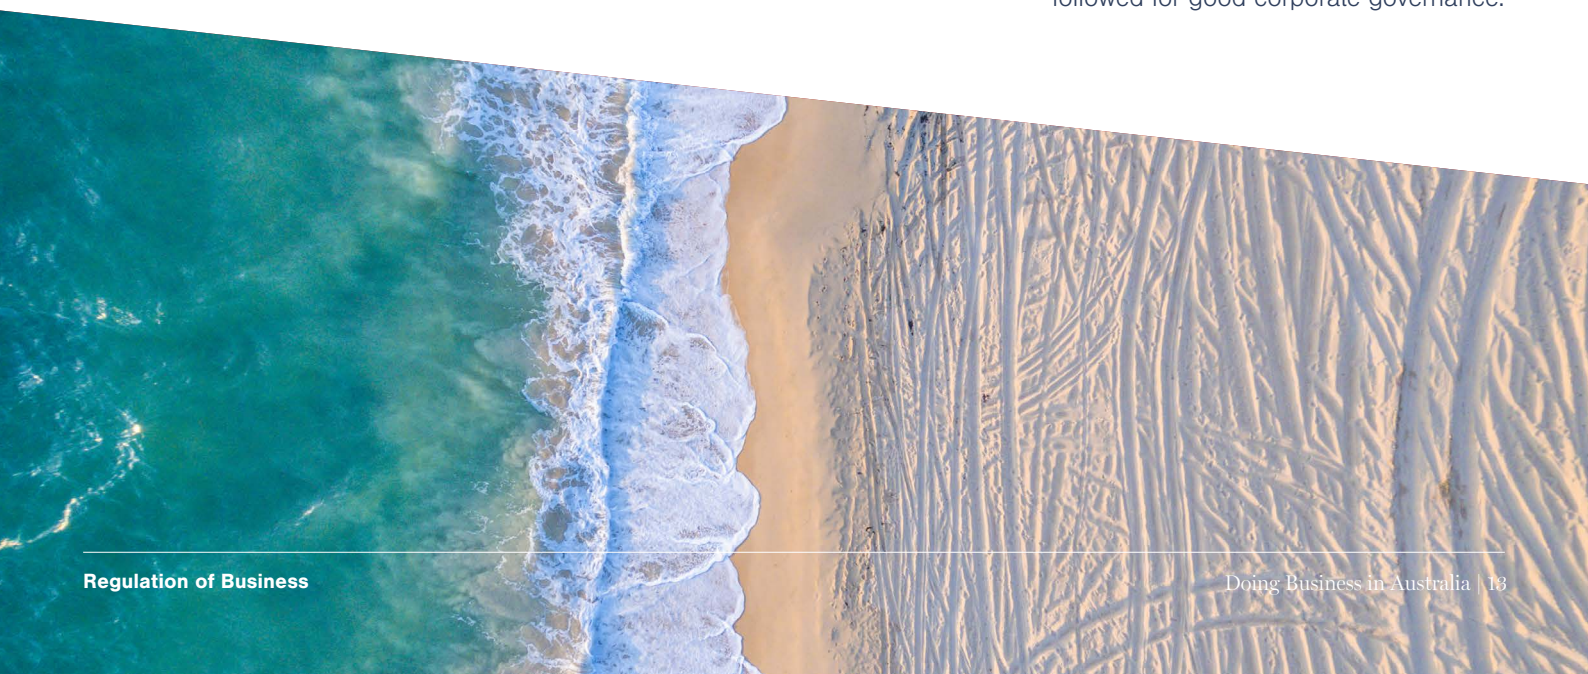 followed for good corporate governance.
Regulation of Business
Doing Business in Australia | 13